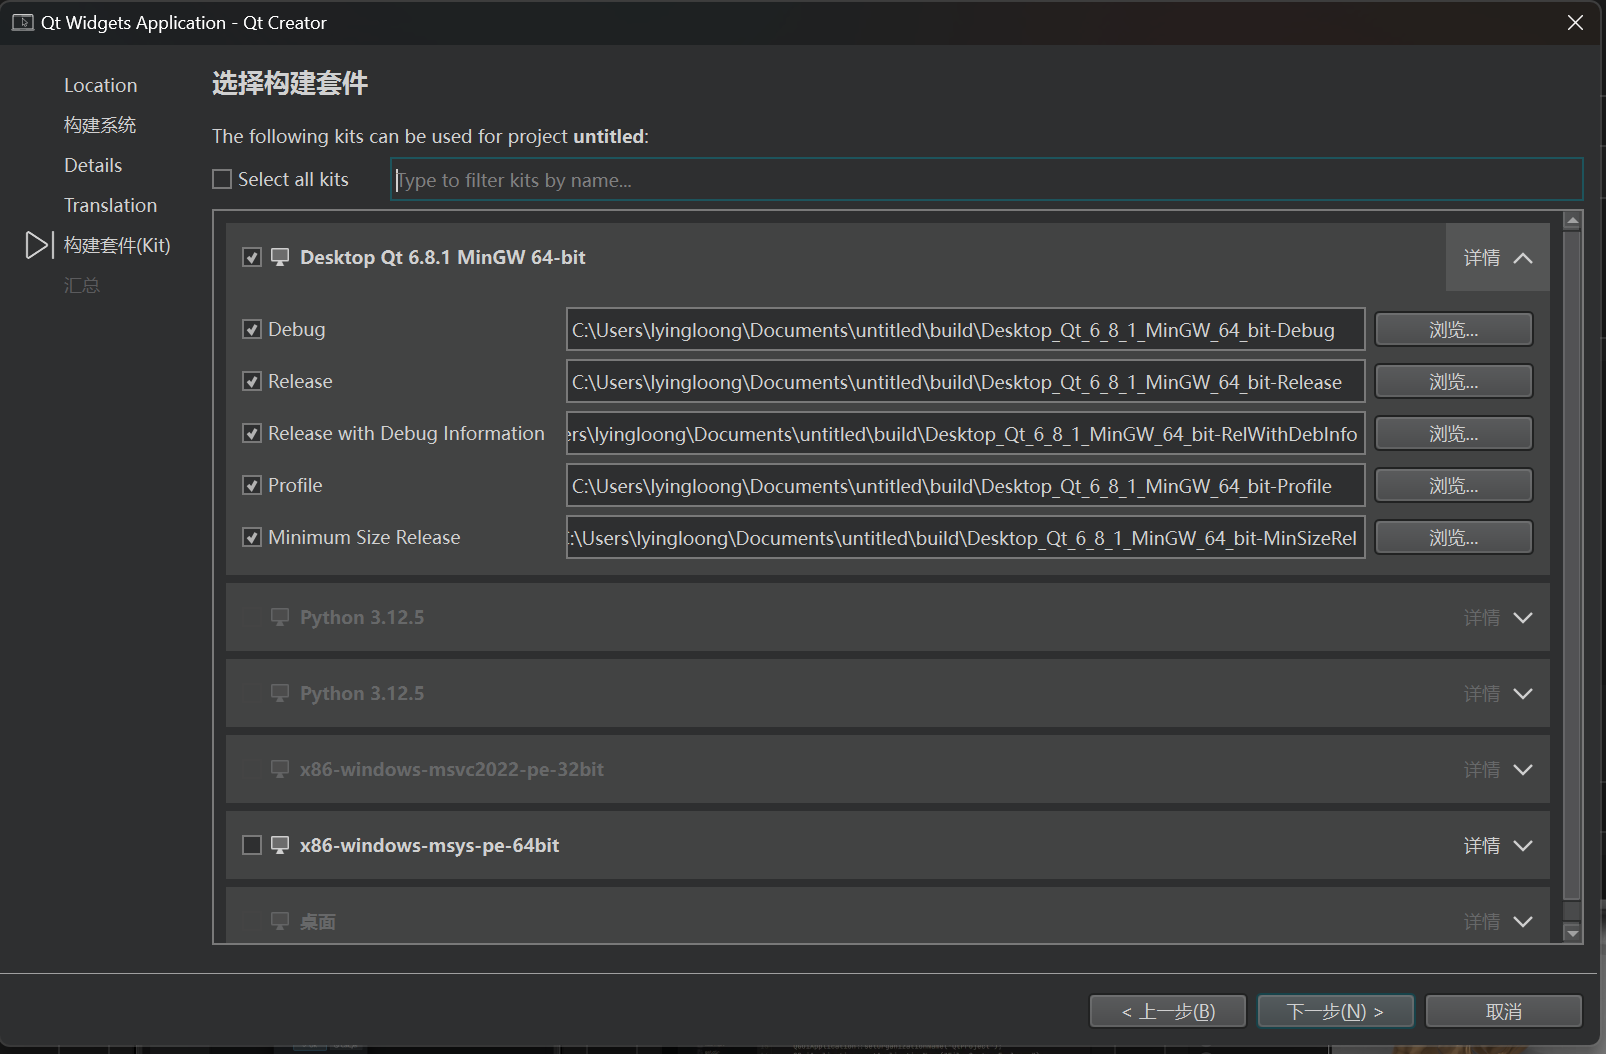 Qt Widgets Application - Qt Creator
Location
构建系统
Details
Translation
构建套件(Kit)
汇总
选择构建套件
The following kits can be used for project untitled:
Select all kits
Type to filter kits by name...
Desktop Qt 6.8.1 MinGW 64-bit
详情
Debug
C:\Users\lyingloong\Documents\untitled\build\Desktop_Qt_6_8_1_MinGW_64_bit-Debug
浏览...
Release
C:\Users\lyingloong\Documents\untitled\build\Desktop_Qt_6_8_1_MinGW_64_bit-Release
浏览...
Release with Debug Information
ers\lyingloong\Documents\untitled\build\Desktop_Qt_6_8_1_MinGW_64_bit-RelWithDebInfo
浏览...
Profile
C:\Users\lyingloong\Documents\untitled\build\Desktop_Qt_6_8_1_MinGW_64_bit-Profile
浏览...
Minimum Size Release
:\Users\lyingloong\Documents\untitled\build\Desktop_Qt_6_8_1_MinGW_64_bit-MinSizeRel
浏览...
Python 3.12.5
详情
Python 3.12.5
详情
x86-windows-msvc2022-pe-32bit
详情
x86-windows-msys-pe-64bit
详情
桌面
详情
< 上一步(B)
下一步(N) >
取消